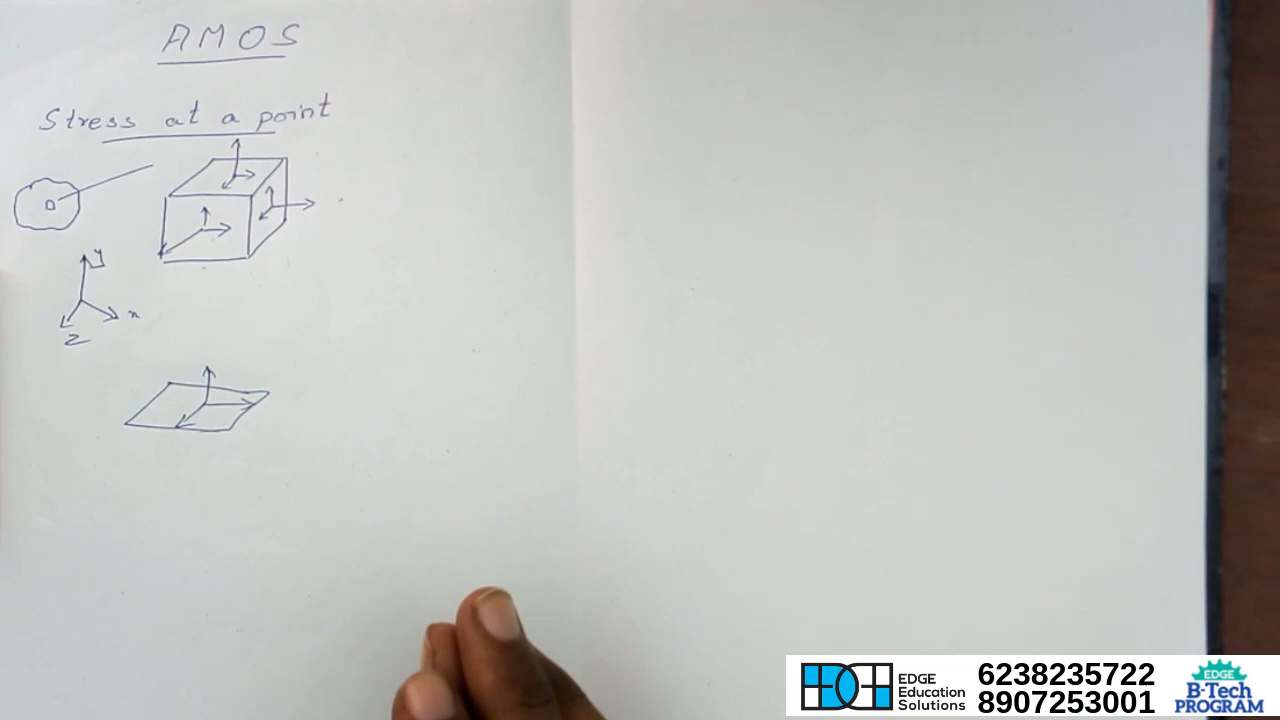 AMOS
Stress at a point
y
x
z
EDGE Education Solutions
6238235722
8907253001
EDGE
B-Tech
PROGRAM